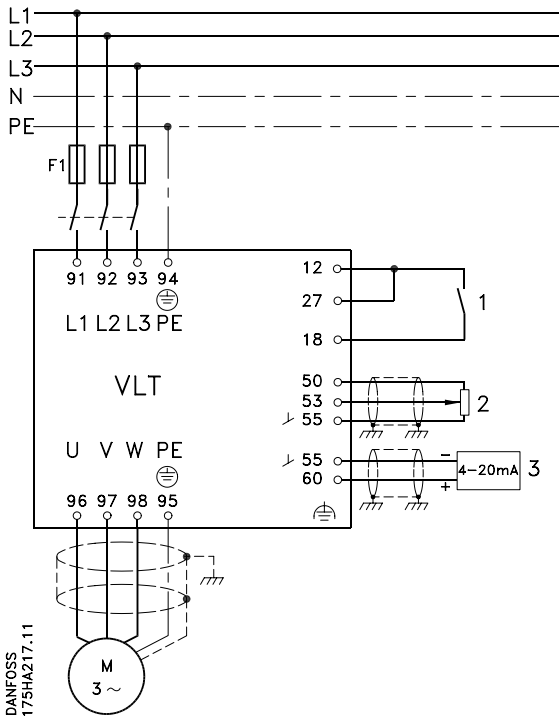 L1
L2
L3
N
PE
F1
91 92 93 94
L1 L2 L3 PE
12
27
18
1
VLT
50
53
55
2
55
60
−
+
4−20mA
3
U V W PE
96 97 98 95
M
3 ~
DANFOSS
175HA217.11